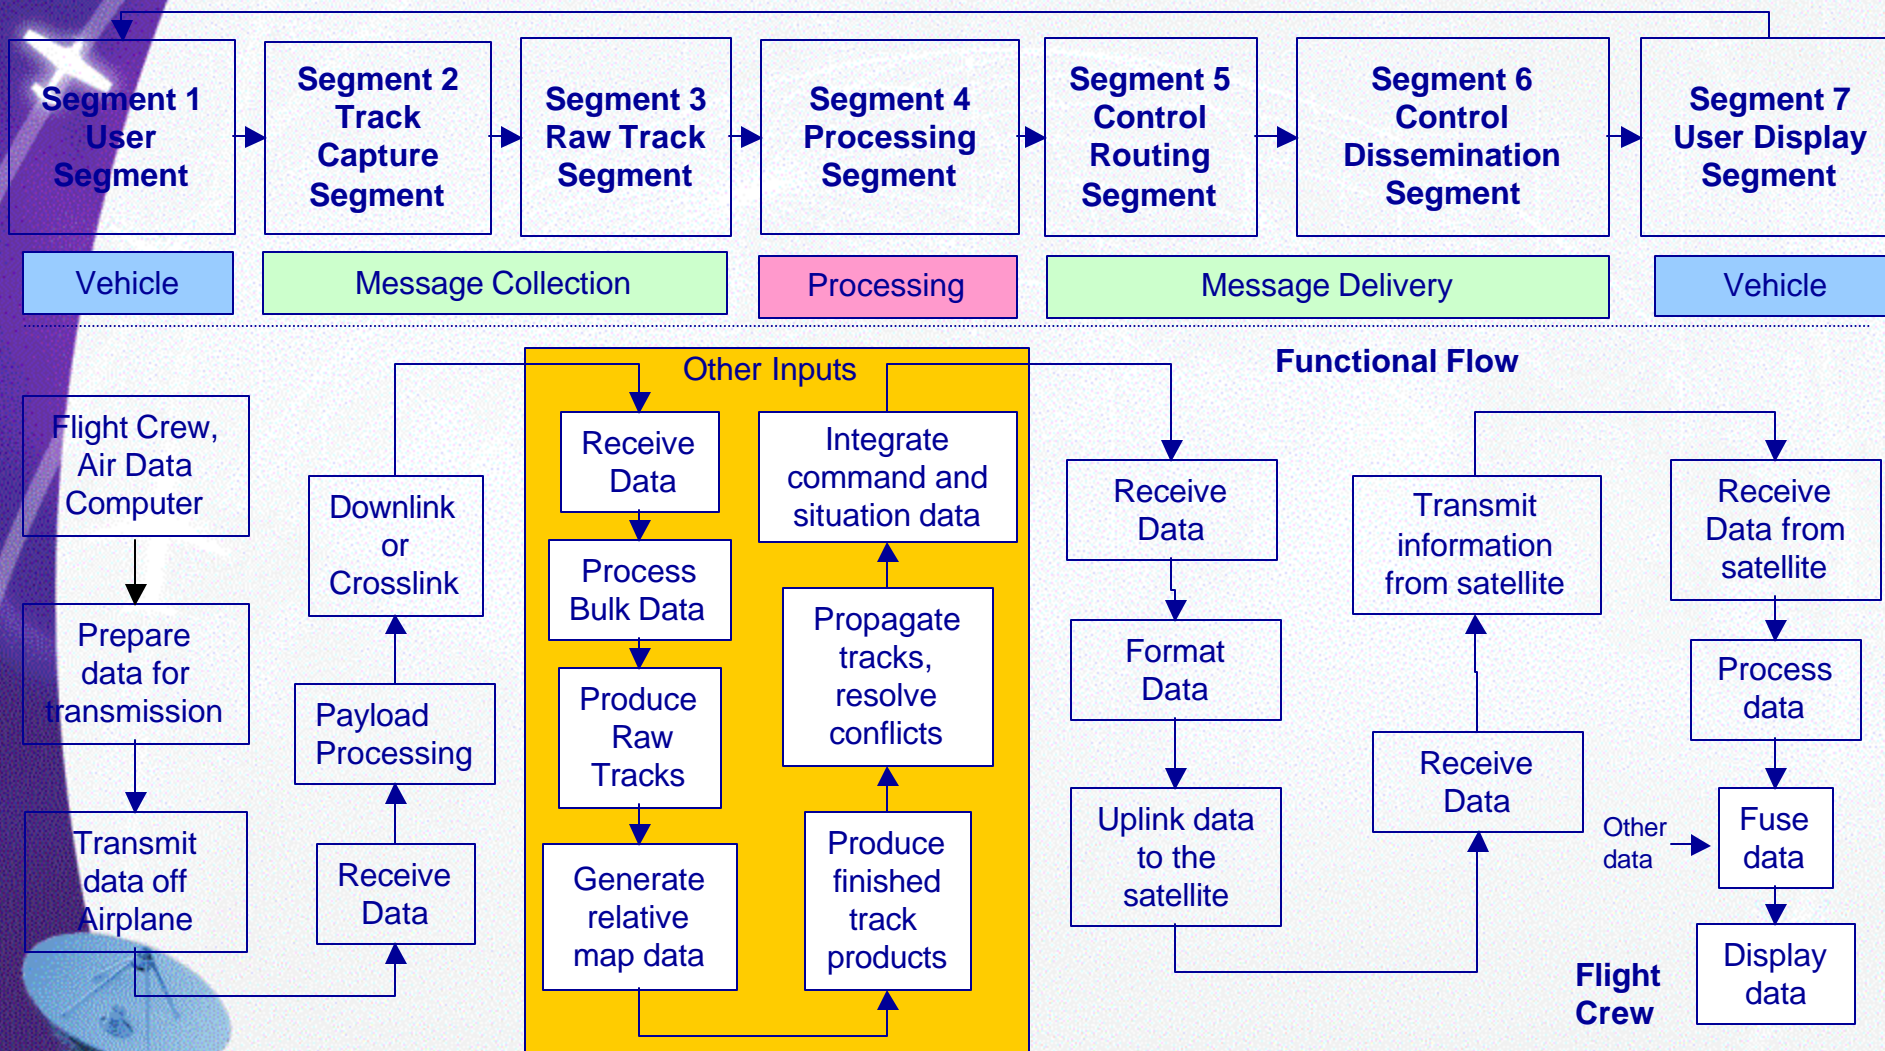 Segment 1
User
Segment
Segment 2
Track
Capture
Segment
Segment 3
Raw Track
Segment
Segment 4
Processing
Segment
Segment 5
Control
Routing
Segment
Segment 6
Control
Dissemination
Segment
Segment 7
User Display
Segment
Vehicle
Message Collection
Processing
Message Delivery
Vehicle
Functional Flow
Flight Crew,
Air Data
Computer
Prepare
data for
transmission
Transmit
data off
Airplane
Receive
Data
Payload
Processing
Downlink
or
Crosslink
Other Inputs
Receive
Data
Process
Bulk Data
Produce
Raw
Tracks
Generate
relative
map data
Produce
finished
track
products
Propagate
tracks,
resolve
conflicts
Integrate
command and
situation data
Receive
Data
Format
Data
Uplink data
to the
satellite
Receive
Data
Transmit
information
from satellite
Receive
Data from
satellite
Process
data
Other
data
Fuse
data
Display
data
Flight
Crew